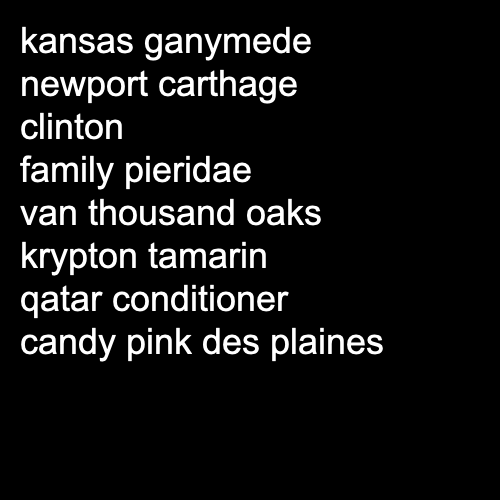 kansas ganymede
newport carthage
clinton
family pieridae
van thousand oaks
krypton tamarin
qatar conditioner
candy pink des plaines